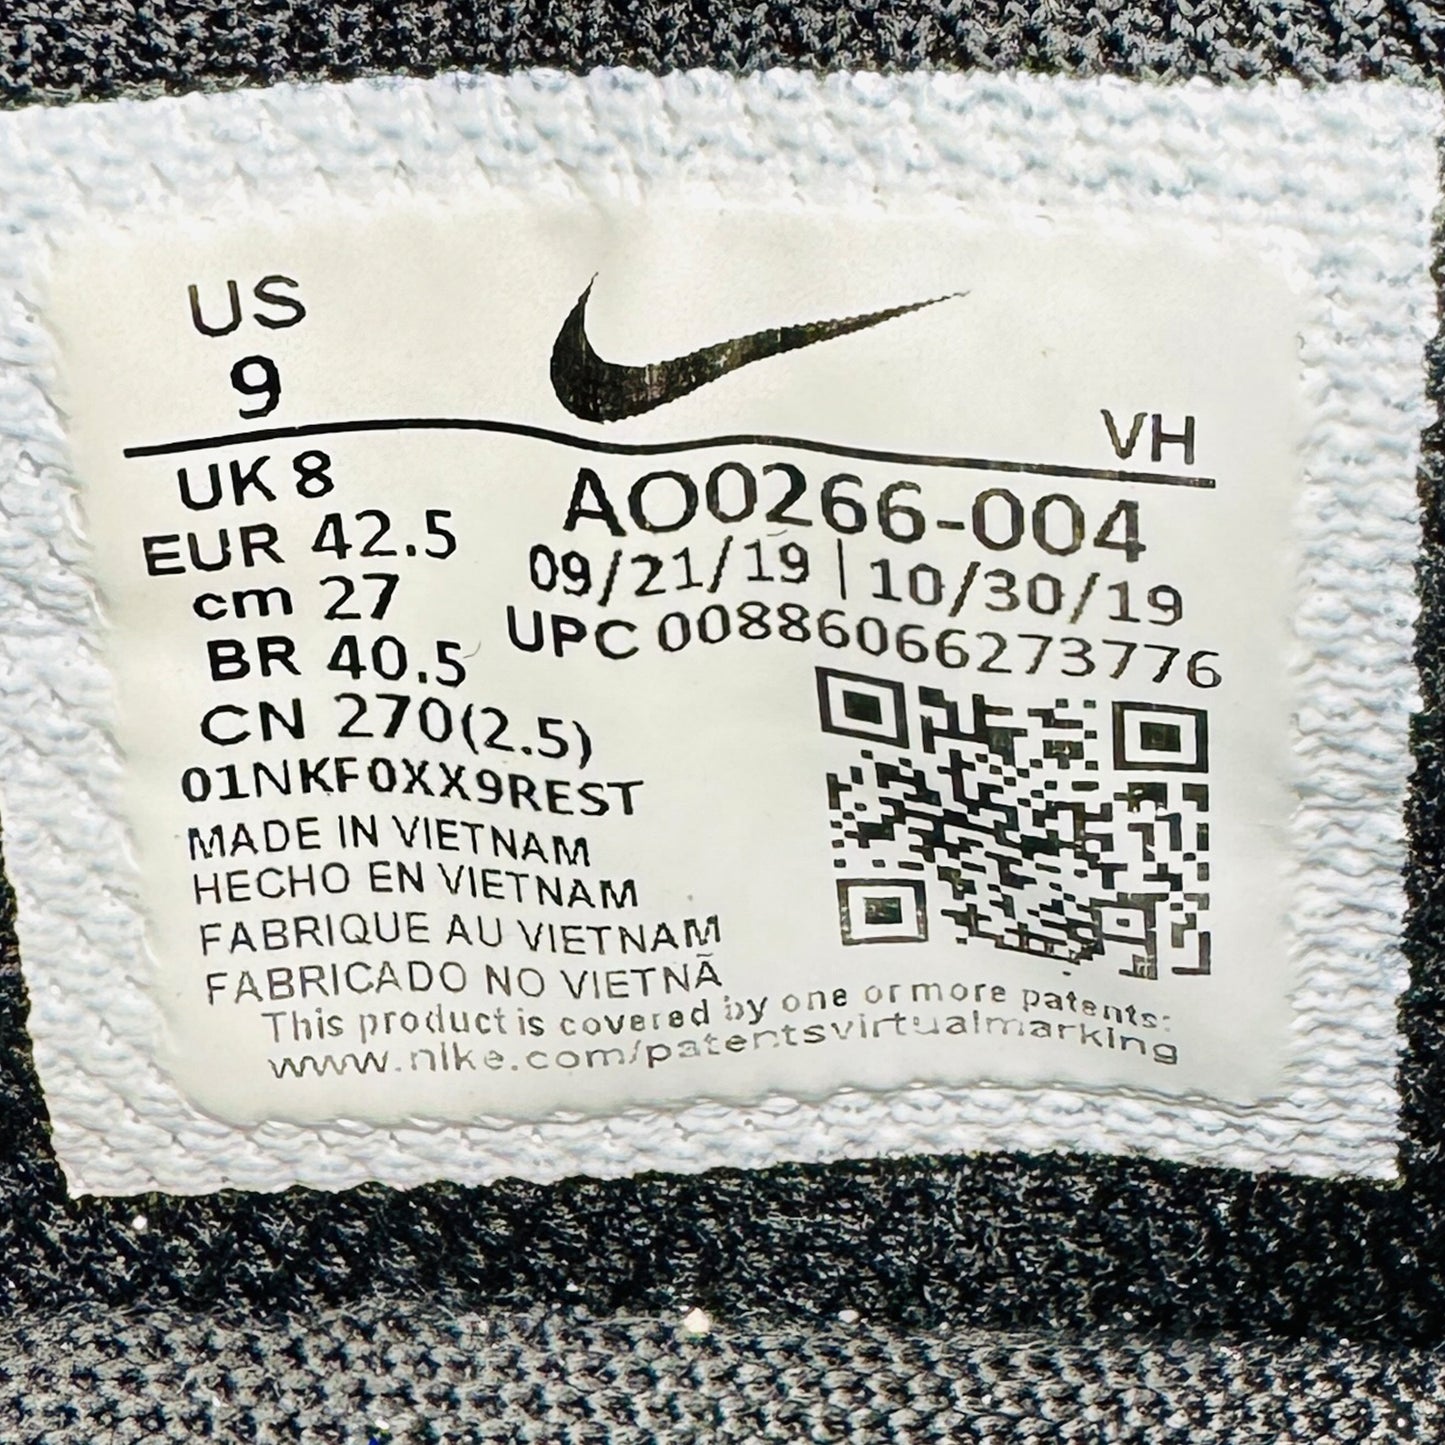 US
9
VH
UK 8
EUR 42.5
cm 27
BR 40.5
CN 270(2.5)
AO0266-004
09/21/19 | 10/30/19
UPC 00886066273776
01NKF0XX9REST
MADE IN VIETNAM
HECHO EN VIETNAM
FABRIQUE AU VIETNAM
FABRICADO NO VIETNÃ
This product is covered by one or more patents:
www.nike.com/patentsvirtualmarking